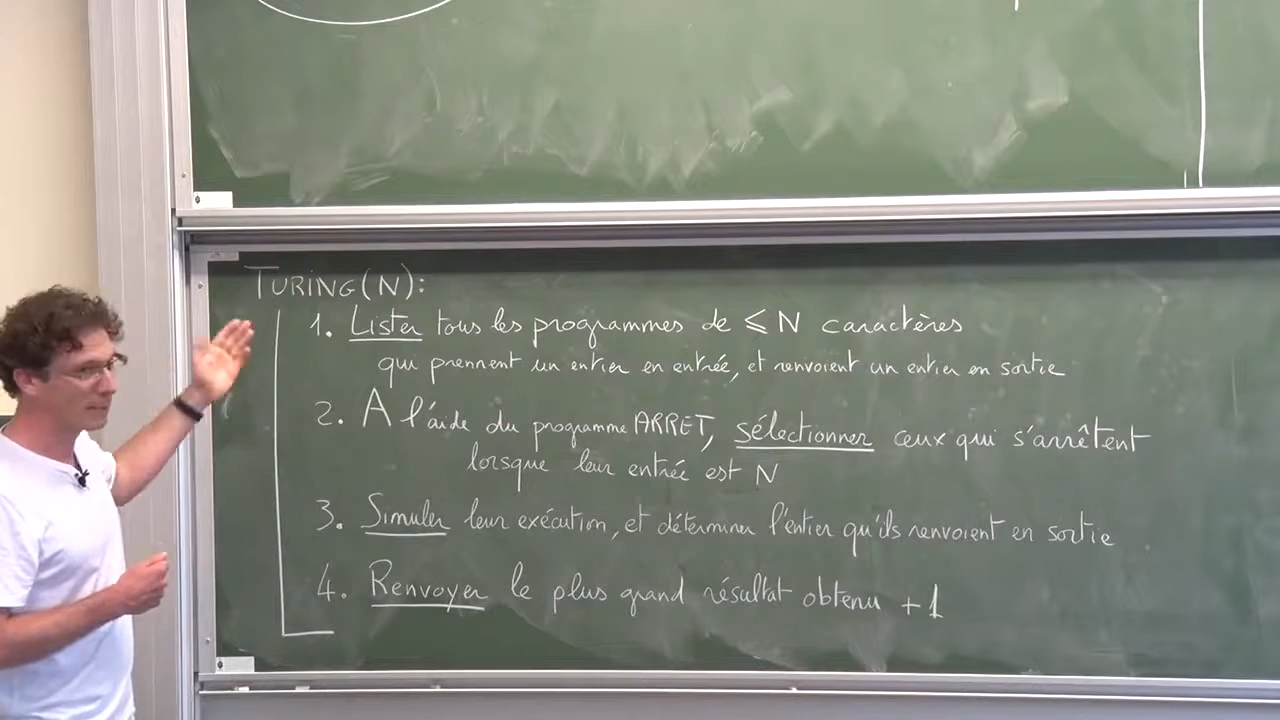 TURING(N):
1. Lister tous les programmes de ⩽ N caractères
qui prennent un entier en entrée, et renvoient un entier en sortie
2. A l'aide du programme ARRET, sélectionner ceux qui s'arrêtent
lorsque leur entrée est N
3. Simuler leur exécution, et déterminer l'entier qu'ils renvoient en sortie
4. Renvoyer le plus grand résultat obtenu +1